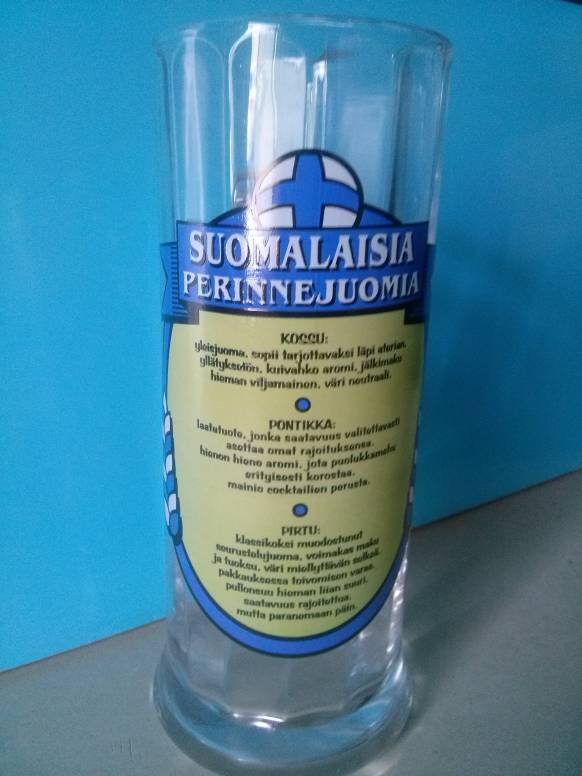 SUOMALAISIA
PERINNEJUOMIA
KOSSU:
yleisjuoma, sopii tarjottavaksi läpi aterian,
yllätyksetön, kuivahko aromi, jälkimaku
hieman viljamainen, väri neutraali.
PONTIKKA:
laatutuote, jonka saatavuus valitettavasti
asettaa omat rajoituksensa.
hienon hieno aromi, jota puolukkamehu
erityisesti korostaa.
mainio cocktailien perusta.
PIRTU:
klassikoksi muodostunut
seurustelujuoma, voimakas maku
ja tuoksu, väri miellyttävän selkeä.
pakkauksessa toivomisen varaa,
pullonsuu hieman liian suuri.
saatavuus rajoitettua,
mutta paranemaan päin.